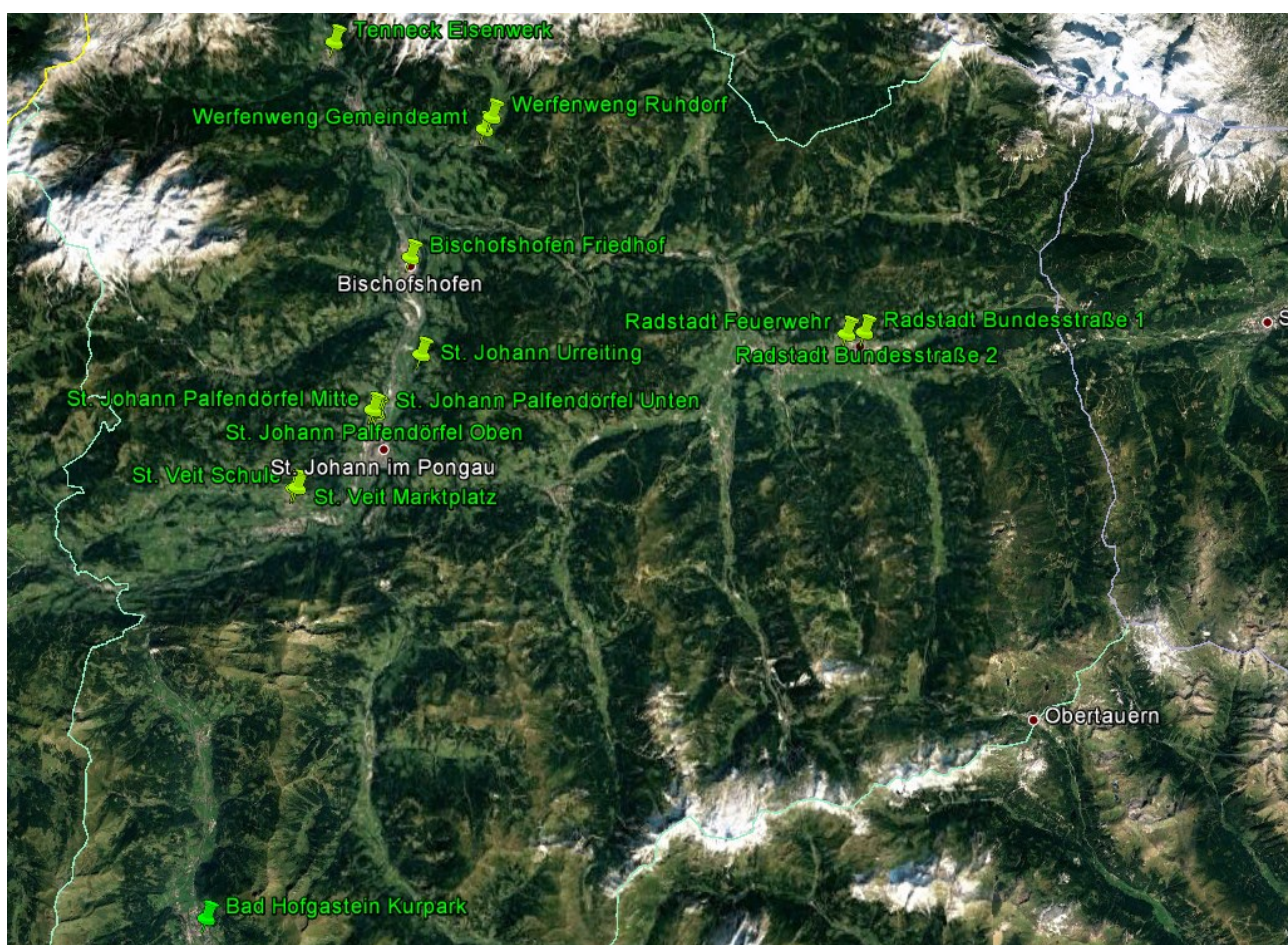 Tenneck Eisenwerk
Werfenweng Ruhdorf
Werfenweng Gemeindeamt
Bischofshofen Friedhof
Bischofshofen
Radstadt Feuerwehr
Radstadt Bundesstraße 1
S
Radstadt Bundesstraße 2
St. Johann Urreiting
St. Johann Palfendörfel Mitte
St. Johann Palfendörfel Unten
St. Johann Palfendörfel Oben
St. Johann im Pongau
St. Veit Schule
St. Veit Marktplatz
Obertauern
Bad Hofgastein Kurpark